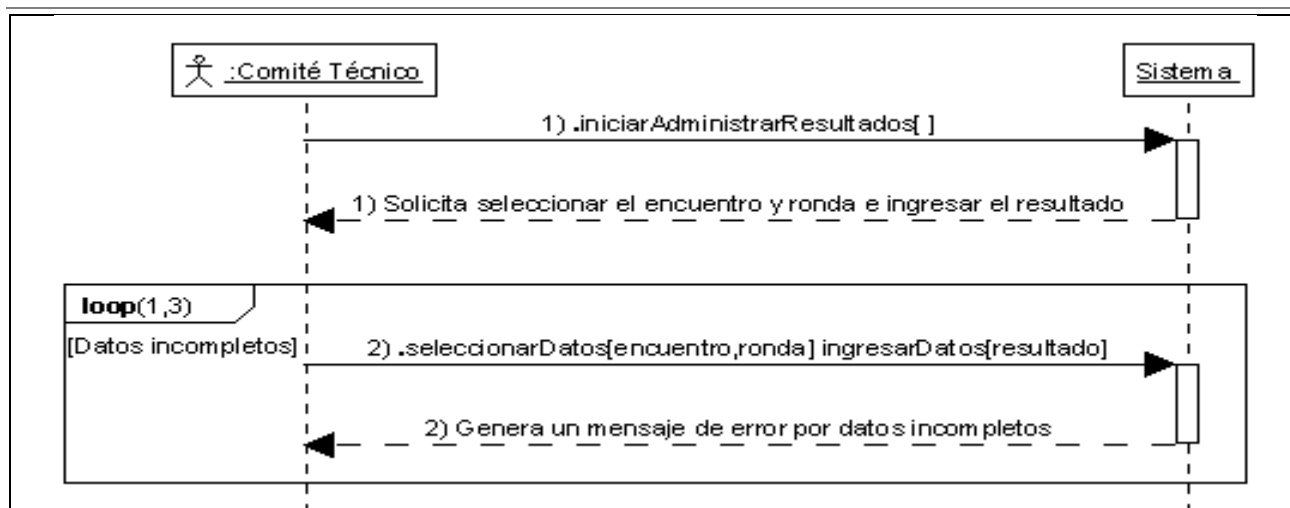 :Comité Técnico
Sistema
1) .iniciarAdministrarResultados[ ]
1) Solicita seleccionar el encuentro y ronda e ingresar el resultado
loop(1,3)
[Datos incompletos]
2) .seleccionarDatos[encuentro,ronda] ingresarDatos[resultado]
2) Genera un mensaje de error por datos incompletos